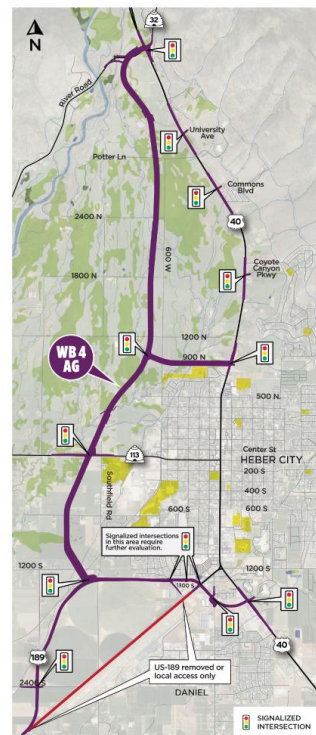 32
N
River Road
University
Ave
Potter Ln
Commons
Blvd
2400 N
40
600 W
Coyote
Canyon
Pkwy
1800 N
1200 N
900 N
WB 4
AG
500 N.
Center St
HEBER CITY
113
200 S
400 S
Southfield Rd
600 S
600 S
Signalized intersections
in this area require
further evaluation.
1200 S
1200 S
1300 S
189
40
US-189 removed or
local access only
2400 S
DANIEL
SIGNALIZED
INTERSECTION